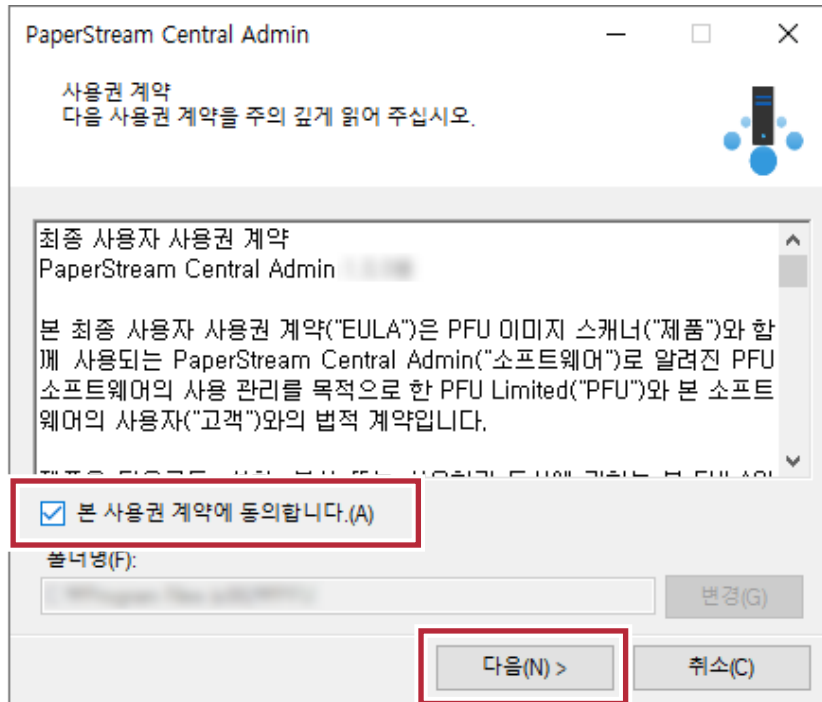 PaperStream Central Admin
사용권 계약
다음 사용권 계약을 주의 깊게 읽어 주십시오.
최종 사용자 사용권 계약
PaperStream Central Admin
본 최종 사용자 사용권 계약("EULA")은 PFU 이미지 스캐너("제품")와 함
께 사용되는 PaperStream Central Admin("소프트웨어")로 알려진 PFU
소프트웨어의 사용 관리를 목적으로 한 PFU Limited("PFU")와 본 소프트
웨어의 사용자("고객")와의 법적 계약입니다.
본 사용권 계약에 동의합니다.(A)
폴더명(F):
변경(G)
다음(N) >
취소(C)